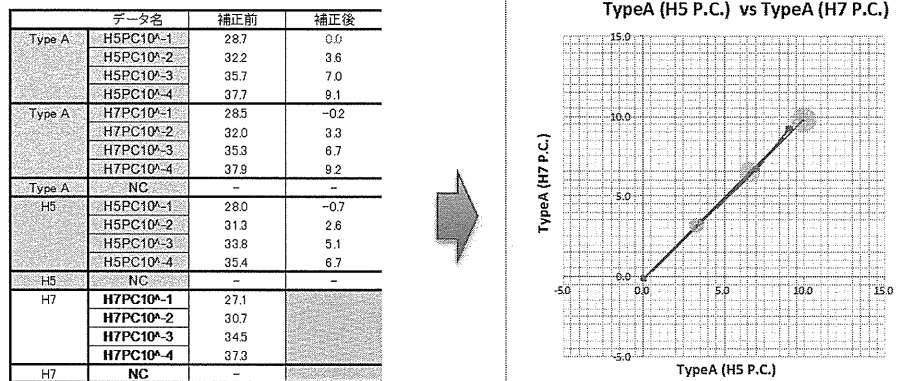 データ名 補正前 補正後
Type A H5PC10^-1 28.7 0.0
H5PC10^-2 32.2 3.6
H5PC10^-3 35.7 7.0
H5PC10^-4 37.7 9.1
Type A H7PC10^-1 28.5 -0.2
H7PC10^-2 32.0 3.3
H7PC10^-3 35.3 6.7
H7PC10^-4 37.9 9.2
Type A NC - -
H5 H5PC10^-1 28.0 -0.7
H5PC10^-2 31.3 2.6
H5PC10^-3 33.8 5.1
H5PC10^-4 35.4 6.7
H5 NC - -
H7 H7PC10^-1 27.1
H7PC10^-2 30.7
H7PC10^-3 34.5
H7PC10^-4 37.3
H7 NC -
TypeA (H5 P.C.) vs TypeA (H7 P.C.)
15.0
10.0
5.0
0.0
-5.0 0.0 5.0 10.0 15.0
-5.0
TypeA (H7 P.C.)
TypeA (H5 P.C.)